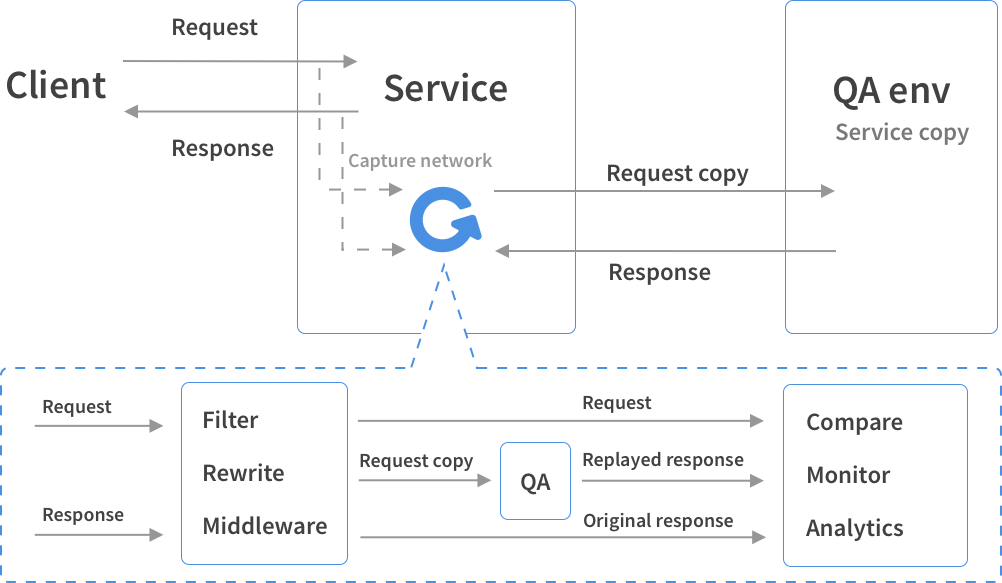 Request
Client
Service
QA env
Service copy
Response
Capture network
Request copy
Response
Request
Filter
Request
Compare
Request copy
Replayed response
Rewrite
QA
Monitor
Response
Middleware
Original response
Analytics